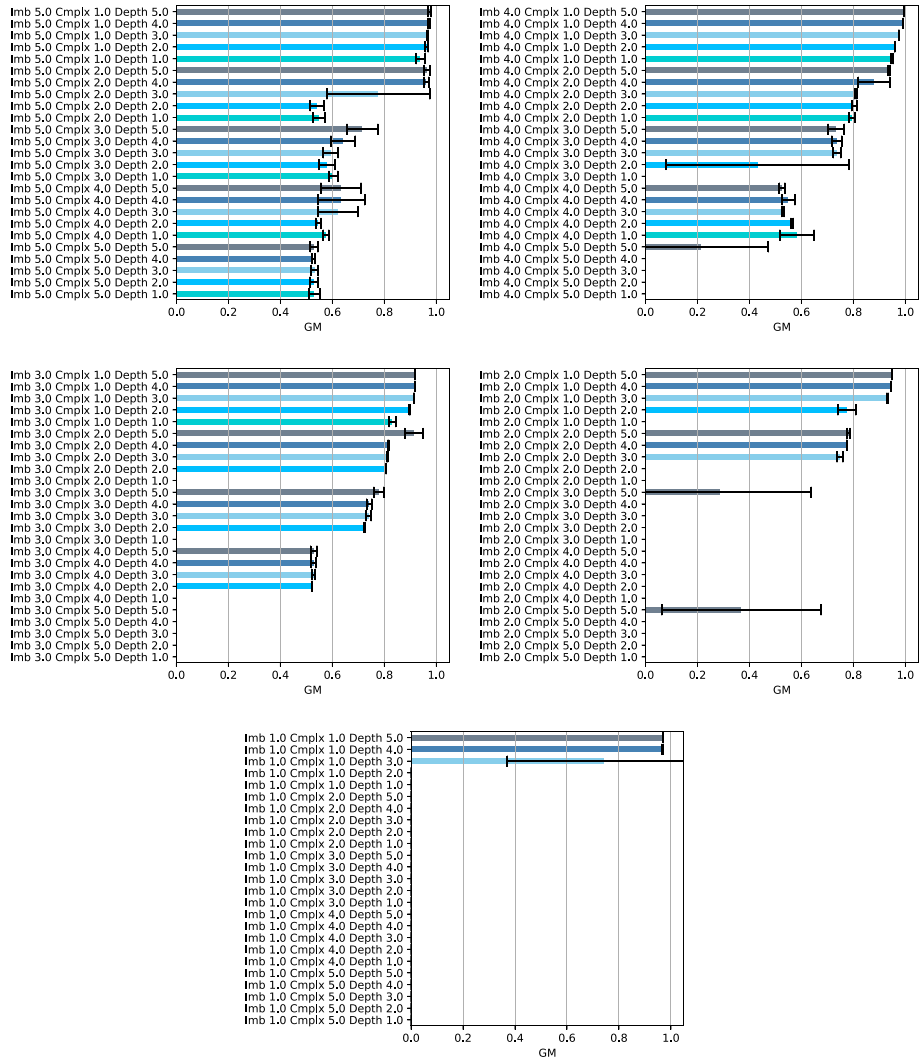 Imb 5.0 Cmplx 1.0 Depth 5.0
Imb 5.0 Cmplx 1.0 Depth 4.0
Imb 5.0 Cmplx 1.0 Depth 3.0
Imb 5.0 Cmplx 1.0 Depth 2.0
Imb 5.0 Cmplx 1.0 Depth 1.0
Imb 5.0 Cmplx 2.0 Depth 5.0
Imb 5.0 Cmplx 2.0 Depth 4.0
Imb 5.0 Cmplx 2.0 Depth 3.0
Imb 5.0 Cmplx 2.0 Depth 2.0
Imb 5.0 Cmplx 2.0 Depth 1.0
Imb 5.0 Cmplx 3.0 Depth 5.0
Imb 5.0 Cmplx 3.0 Depth 4.0
Imb 5.0 Cmplx 3.0 Depth 3.0
Imb 5.0 Cmplx 3.0 Depth 2.0
Imb 5.0 Cmplx 3.0 Depth 1.0
Imb 5.0 Cmplx 4.0 Depth 5.0
Imb 5.0 Cmplx 4.0 Depth 4.0
Imb 5.0 Cmplx 4.0 Depth 3.0
Imb 5.0 Cmplx 4.0 Depth 2.0
Imb 5.0 Cmplx 4.0 Depth 1.0
Imb 5.0 Cmplx 5.0 Depth 5.0
Imb 5.0 Cmplx 5.0 Depth 4.0
Imb 5.0 Cmplx 5.0 Depth 3.0
Imb 5.0 Cmplx 5.0 Depth 2.0
Imb 5.0 Cmplx 5.0 Depth 1.0
0.0 0.2 0.4 0.6 0.8 1.0
GM
Imb 4.0 Cmplx 1.0 Depth 5.0
Imb 4.0 Cmplx 1.0 Depth 4.0
Imb 4.0 Cmplx 1.0 Depth 3.0
Imb 4.0 Cmplx 1.0 Depth 2.0
Imb 4.0 Cmplx 1.0 Depth 1.0
Imb 4.0 Cmplx 2.0 Depth 5.0
Imb 4.0 Cmplx 2.0 Depth 4.0
Imb 4.0 Cmplx 2.0 Depth 3.0
Imb 4.0 Cmplx 2.0 Depth 2.0
Imb 4.0 Cmplx 2.0 Depth 1.0
Imb 4.0 Cmplx 3.0 Depth 5.0
Imb 4.0 Cmplx 3.0 Depth 4.0
Imb 4.0 Cmplx 3.0 Depth 3.0
Imb 4.0 Cmplx 3.0 Depth 2.0
Imb 4.0 Cmplx 3.0 Depth 1.0
Imb 4.0 Cmplx 4.0 Depth 5.0
Imb 4.0 Cmplx 4.0 Depth 4.0
Imb 4.0 Cmplx 4.0 Depth 3.0
Imb 4.0 Cmplx 4.0 Depth 2.0
Imb 4.0 Cmplx 4.0 Depth 1.0
Imb 4.0 Cmplx 5.0 Depth 5.0
Imb 4.0 Cmplx 5.0 Depth 4.0
Imb 4.0 Cmplx 5.0 Depth 3.0
Imb 4.0 Cmplx 5.0 Depth 2.0
Imb 4.0 Cmplx 5.0 Depth 1.0
0.0 0.2 0.4 0.6 0.8 1.0
GM
Imb 3.0 Cmplx 1.0 Depth 5.0
Imb 3.0 Cmplx 1.0 Depth 4.0
Imb 3.0 Cmplx 1.0 Depth 3.0
Imb 3.0 Cmplx 1.0 Depth 2.0
Imb 3.0 Cmplx 1.0 Depth 1.0
Imb 3.0 Cmplx 2.0 Depth 5.0
Imb 3.0 Cmplx 2.0 Depth 4.0
Imb 3.0 Cmplx 2.0 Depth 3.0
Imb 3.0 Cmplx 2.0 Depth 2.0
Imb 3.0 Cmplx 2.0 Depth 1.0
Imb 3.0 Cmplx 3.0 Depth 5.0
Imb 3.0 Cmplx 3.0 Depth 4.0
Imb 3.0 Cmplx 3.0 Depth 3.0
Imb 3.0 Cmplx 3.0 Depth 2.0
Imb 3.0 Cmplx 3.0 Depth 1.0
Imb 3.0 Cmplx 4.0 Depth 5.0
Imb 3.0 Cmplx 4.0 Depth 4.0
Imb 3.0 Cmplx 4.0 Depth 3.0
Imb 3.0 Cmplx 4.0 Depth 2.0
Imb 3.0 Cmplx 4.0 Depth 1.0
Imb 3.0 Cmplx 5.0 Depth 5.0
Imb 3.0 Cmplx 5.0 Depth 4.0
Imb 3.0 Cmplx 5.0 Depth 3.0
Imb 3.0 Cmplx 5.0 Depth 2.0
Imb 3.0 Cmplx 5.0 Depth 1.0
0.0 0.2 0.4 0.6 0.8 1.0
GM
Imb 2.0 Cmplx 1.0 Depth 5.0
Imb 2.0 Cmplx 1.0 Depth 4.0
Imb 2.0 Cmplx 1.0 Depth 3.0
Imb 2.0 Cmplx 1.0 Depth 2.0
Imb 2.0 Cmplx 1.0 Depth 1.0
Imb 2.0 Cmplx 2.0 Depth 5.0
Imb 2.0 Cmplx 2.0 Depth 4.0
Imb 2.0 Cmplx 2.0 Depth 3.0
Imb 2.0 Cmplx 2.0 Depth 2.0
Imb 2.0 Cmplx 2.0 Depth 1.0
Imb 2.0 Cmplx 3.0 Depth 5.0
Imb 2.0 Cmplx 3.0 Depth 4.0
Imb 2.0 Cmplx 3.0 Depth 3.0
Imb 2.0 Cmplx 3.0 Depth 2.0
Imb 2.0 Cmplx 3.0 Depth 1.0
Imb 2.0 Cmplx 4.0 Depth 5.0
Imb 2.0 Cmplx 4.0 Depth 4.0
Imb 2.0 Cmplx 4.0 Depth 3.0
Imb 2.0 Cmplx 4.0 Depth 2.0
Imb 2.0 Cmplx 4.0 Depth 1.0
Imb 2.0 Cmplx 5.0 Depth 5.0
Imb 2.0 Cmplx 5.0 Depth 4.0
Imb 2.0 Cmplx 5.0 Depth 3.0
Imb 2.0 Cmplx 5.0 Depth 2.0
Imb 2.0 Cmplx 5.0 Depth 1.0
0.0 0.2 0.4 0.6 0.8 1.0
GM
Imb 1.0 Cmplx 1.0 Depth 5.0
Imb 1.0 Cmplx 1.0 Depth 4.0
Imb 1.0 Cmplx 1.0 Depth 3.0
Imb 1.0 Cmplx 1.0 Depth 2.0
Imb 1.0 Cmplx 1.0 Depth 1.0
Imb 1.0 Cmplx 2.0 Depth 5.0
Imb 1.0 Cmplx 2.0 Depth 4.0
Imb 1.0 Cmplx 2.0 Depth 3.0
Imb 1.0 Cmplx 2.0 Depth 2.0
Imb 1.0 Cmplx 2.0 Depth 1.0
Imb 1.0 Cmplx 3.0 Depth 5.0
Imb 1.0 Cmplx 3.0 Depth 4.0
Imb 1.0 Cmplx 3.0 Depth 3.0
Imb 1.0 Cmplx 3.0 Depth 2.0
Imb 1.0 Cmplx 3.0 Depth 1.0
Imb 1.0 Cmplx 4.0 Depth 5.0
Imb 1.0 Cmplx 4.0 Depth 4.0
Imb 1.0 Cmplx 4.0 Depth 3.0
Imb 1.0 Cmplx 4.0 Depth 2.0
Imb 1.0 Cmplx 4.0 Depth 1.0
Imb 1.0 Cmplx 5.0 Depth 5.0
Imb 1.0 Cmplx 5.0 Depth 4.0
Imb 1.0 Cmplx 5.0 Depth 3.0
Imb 1.0 Cmplx 5.0 Depth 2.0
Imb 1.0 Cmplx 5.0 Depth 1.0
0.0 0.2 0.4 0.6 0.8 1.0
GM